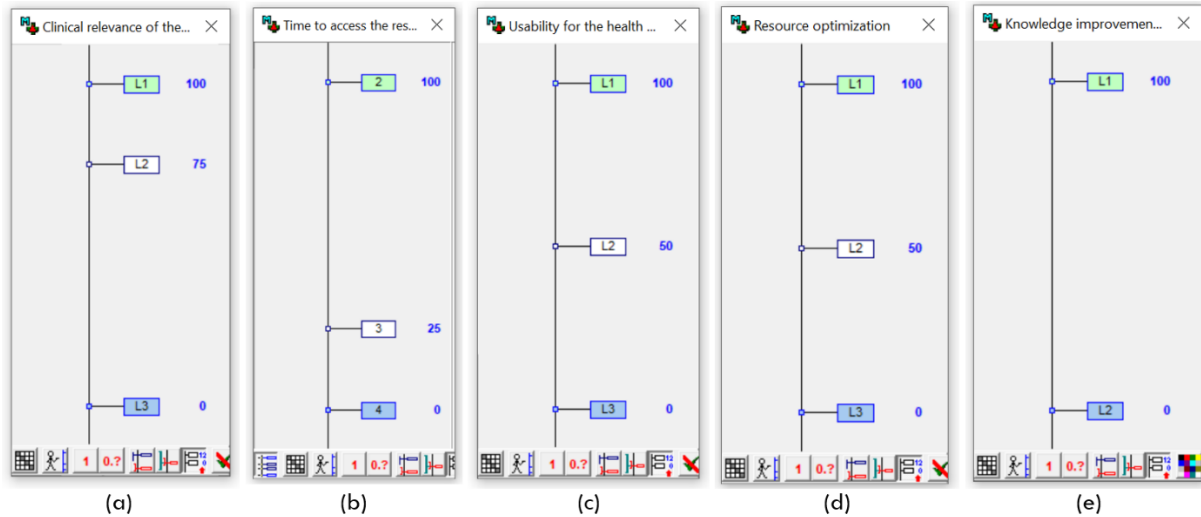 Clinical relevance of the...
L1 100
L2 75
L3 0
1 0.?
(a)
Time to access the res...
2 100
3 25
4 0
1 0.?
(b)
Usability for the health ...
L1 100
L2 50
L3 0
1 0.?
(c)
Resource optimization
L1 100
L2 50
L3 0
1 0.?
(d)
Knowledge improvemen...
L1 100
L2 0
1 0.?
(e)